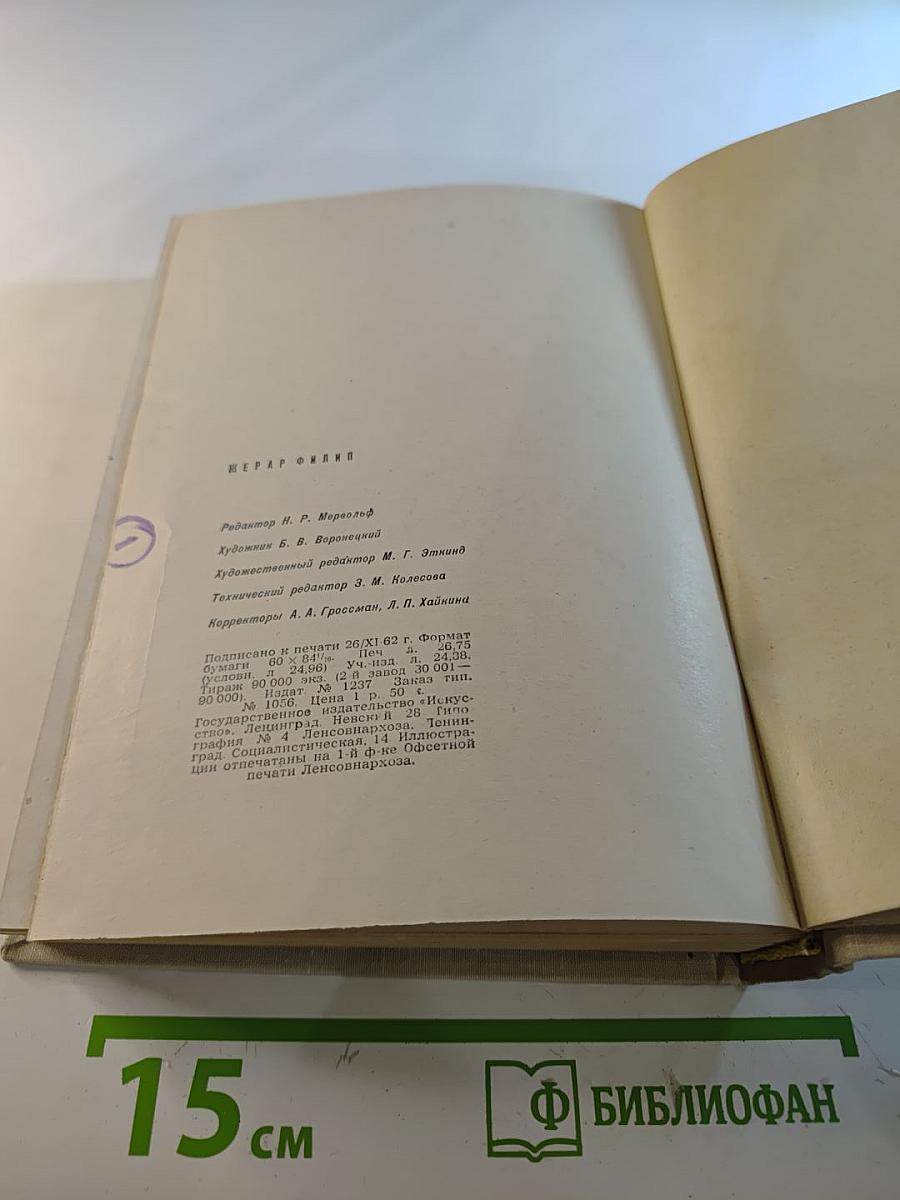 ЖЕРАР ФИЛИП
Редактор Н. Р. Мервольф
Художник Б. В. Воронецкий
Художественный редактор М. Г. Эткинд
Технический редактор З. М. Колесова
Корректоры А. А. Гроссман, Л. П. Хайкина
Подписано к печати 26/XI-62 г. Формат
бумаги 60 × 84 1/16. Печ л. 26,75
(условн. л 24,96) Уч.-изд. л. 24,38.
Тираж 90 000 экз. (2-й завод 30 001—
90 000). Издат. № 1237 Заказ тип.
№ 1056. Цена 1 р. 50 к.
Государственное издательство «Искус-
ство». Ленинград. Невский 28 Типо
графия № 4 Ленсовнархоза. Ленин-
град. Социалистическая, 14 Иллюстра-
ции отпечатаны на 1-й ф-ке Офсетной
печати Ленсовнархоза.
15 см
Ф БИБЛИОФАН